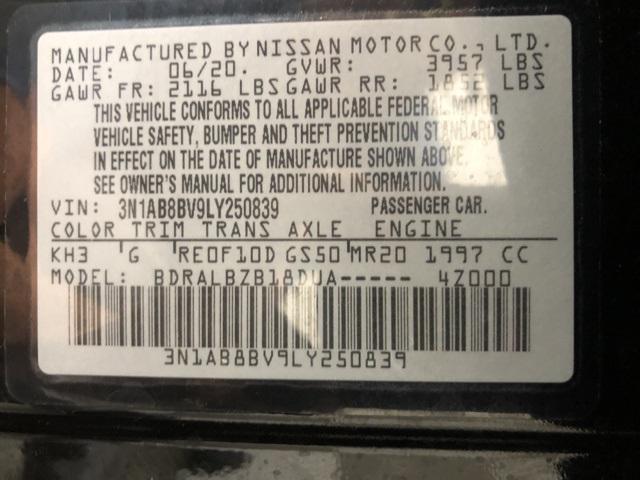 MANUFACTURED BY NISSAN MOTOR CO., LTD.
DATE: 06/20. GVWR: 3957 LBS
GAWR FR: 2116 LBS GAWR RR: 1852 LBS
THIS VEHICLE CONFORMS TO ALL APPLICABLE FEDERAL MOTOR
VEHICLE SAFETY, BUMPER AND THEFT PREVENTION STANDARDS
IN EFFECT ON THE DATE OF MANUFACTURE SHOWN ABOVE.
SEE OWNER'S MANUAL FOR ADDITIONAL INFORMATION.
VIN: 3N1AB8BV9LY250839 PASSENGER CAR.
COLOR TRIM TRANS AXLE ENGINE
KH3 G RE0F10D GS50 MR20 1997 CC
MODEL: BDRALBZB18DUA----- 4Z000
3N1AB8BV9LY250839